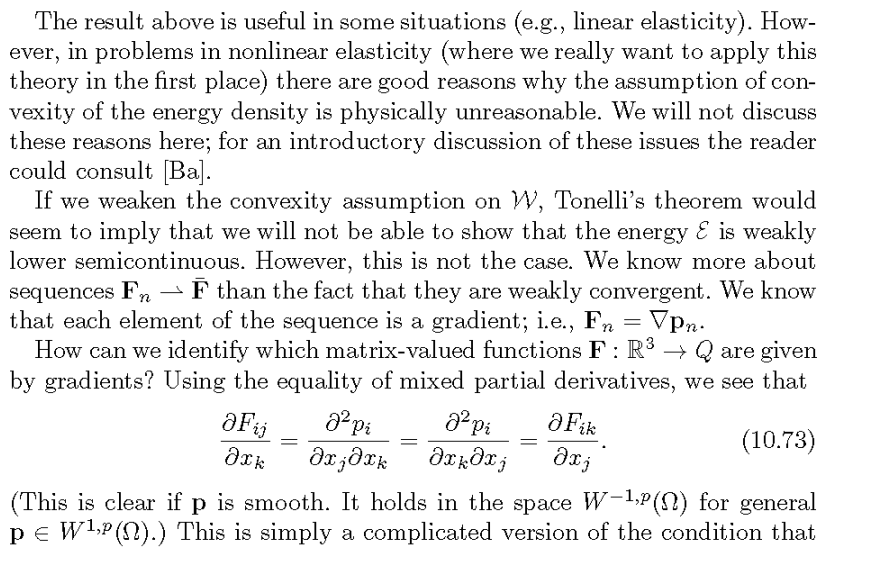 The result above is useful in some situations (e.g., linear elasticity). How-
ever, in problems in nonlinear elasticity (where we really want to apply this
theory in the first place) there are good reasons why the assumption of con-
vexity of the energy density is physically unreasonable. We will not discuss
these reasons here; for an introductory discussion of these issues the reader
could consult [Ba].
If we weaken the convexity assumption on 𝒲, Tonelli's theorem would
seem to imply that we will not be able to show that the energy ℰ is weakly
lower semicontinuous. However, this is not the case. We know more about
sequences 𝐅ₙ ⇀ 𝐅̄ than the fact that they are weakly convergent. We know
that each element of the sequence is a gradient; i.e., 𝐅ₙ = ∇𝐩ₙ.
How can we identify which matrix-valued functions 𝐅 : ℝ³ → Q are given
by gradients? Using the equality of mixed partial derivatives, we see that
∂F_{ij}/∂x_k = ∂²p_i/∂x_j∂x_k = ∂²p_i/∂x_k∂x_j = ∂F_{ik}/∂x_j. (10.73)
(This is clear if 𝐩 is smooth. It holds in the space W^{-1,p}(Ω) for general
𝐩 ∈ W^{1,p}(Ω).) This is simply a complicated version of the condition that